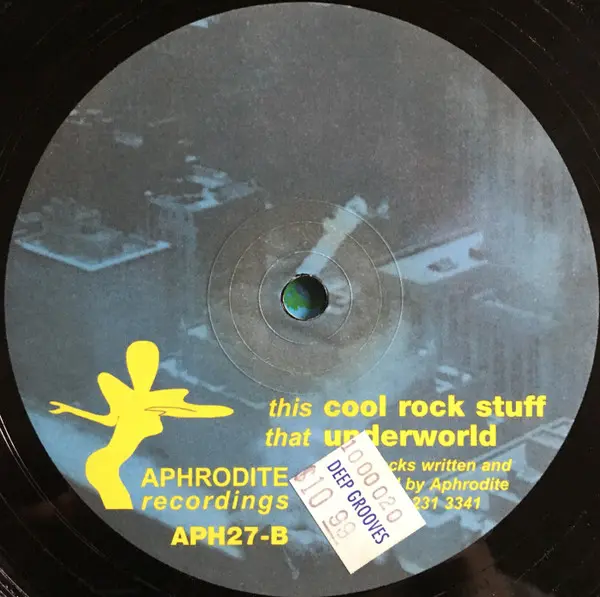 this cool rock stuff
that underworld
cks written and
d by Aphrodite
231 3341
APHRODITE
recordings
APH27-B
1000020
DEEP GROOVES
$10.99